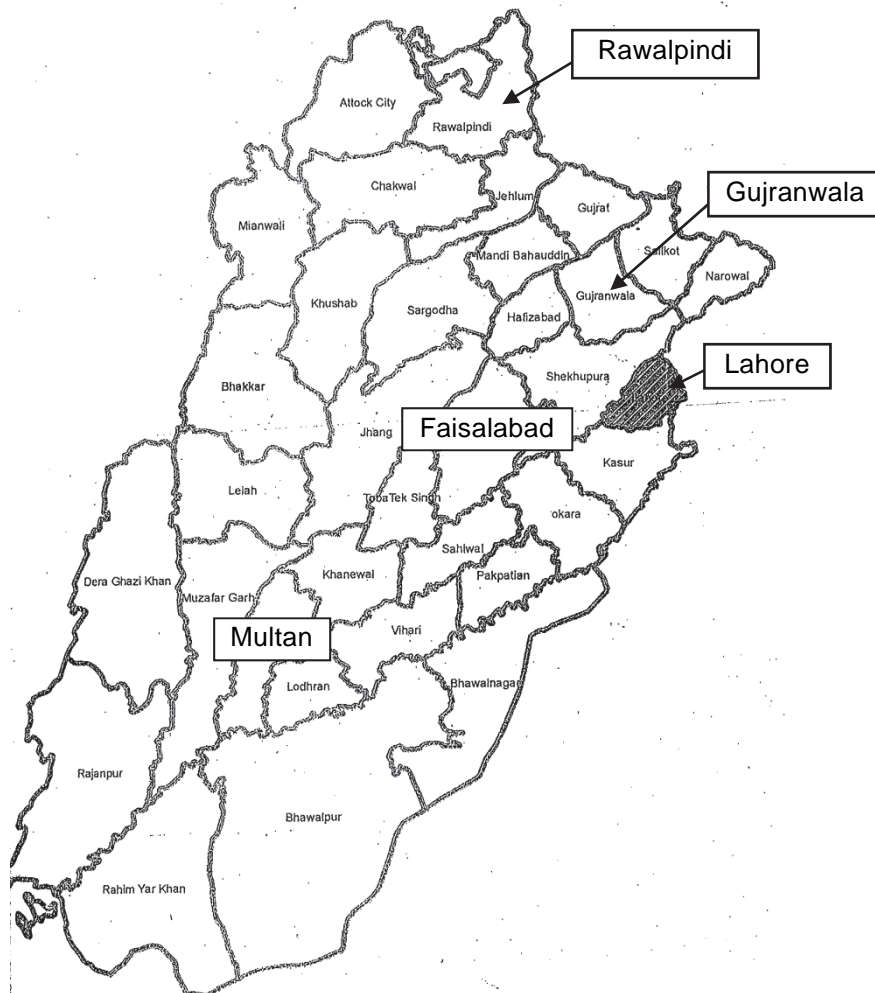 Rawalpindi
Attock City
Rawalpindi
Chakwal
Jehlum
Gujrat
Gujranwala
Mianwali
Mandi Bahauddin
Sailkot
Narowal
Khushab
Sargodha
Hafizabad
Gujranwala
Lahore
Shekhupura
Bhakkar
Jhang
Faisalabad
Kasur
Leiah
Toba Tek Singh
okara
Sahiwal
Dera Ghazi Khan
Muzafar Garh
Khanewal
Pakpatian
Multan
Vihari
Lodhran
Bhawalnagar
Rajanpur
Bhawalpur
Rahim Yar Khan